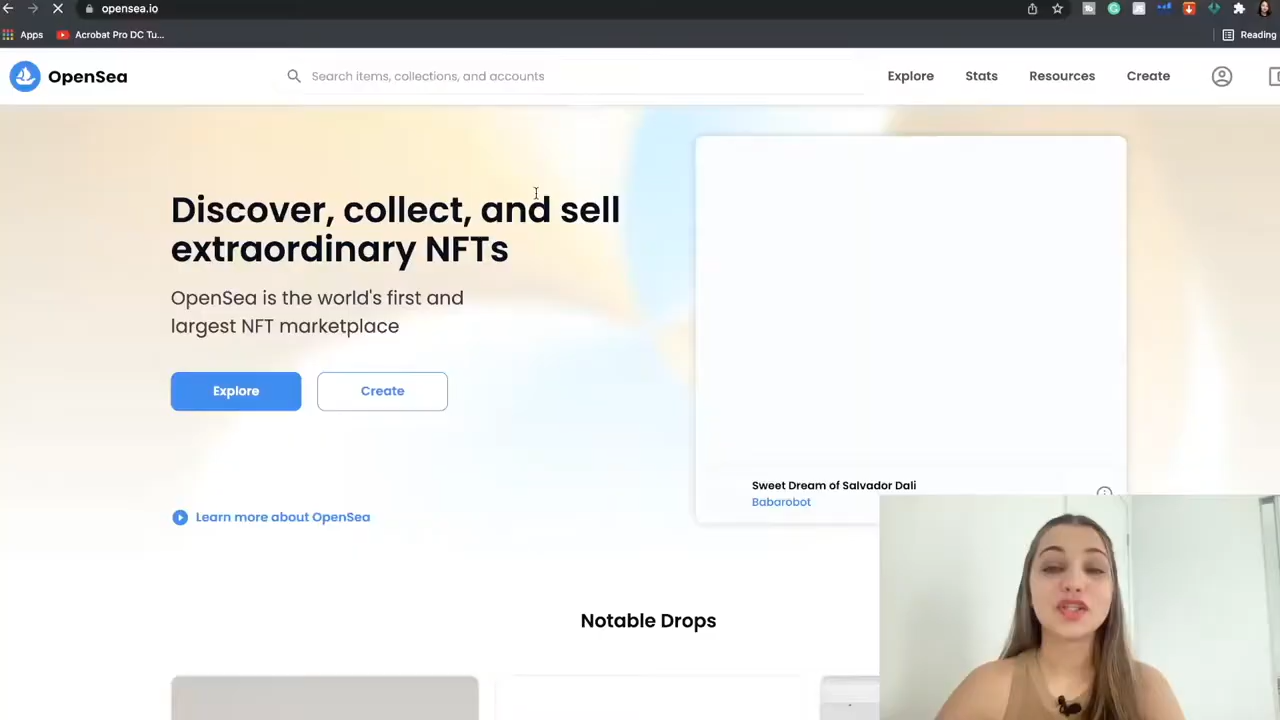 opensea.io
Apps
Acrobat Pro DC Tu...
Reading
OpenSea
Search items, collections, and accounts
Explore
Stats
Resources
Create
Discover, collect, and sell
extraordinary NFTs
OpenSea is the world's first and
largest NFT marketplace
Explore
Create
Sweet Dream of Salvador Dali
Babarobot
Learn more about OpenSea
Notable Drops